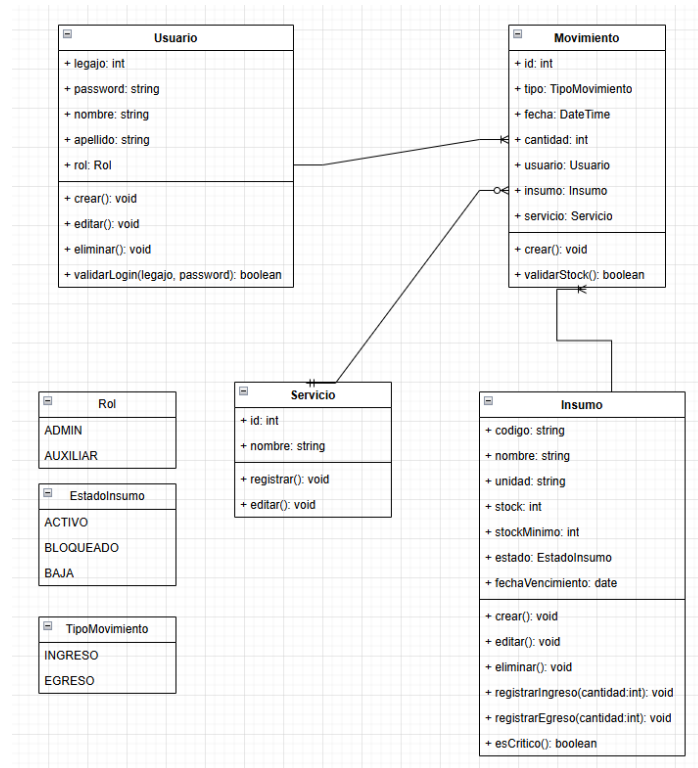 Usuario
+ legajo: int
+ password: string
+ nombre: string
+ apellido: string
+ rol: Rol
+ crear(): void
+ editar(): void
+ eliminar(): void
+ validarLogin(legajo, password): boolean
Movimiento
+ id: int
+ tipo: TipoMovimiento
+ fecha: DateTime
+ cantidad: int
+ usuario: Usuario
+ insumo: Insumo
+ servicio: Servicio
+ crear(): void
+ validarStock(): boolean
Rol
ADMIN
AUXILIAR
EstadoInsumo
ACTIVO
BLOQUEADO
BAJA
TipoMovimiento
INGRESO
EGRESO
Servicio
+ id: int
+ nombre: string
+ registrar(): void
+ editar(): void
Insumo
+ codigo: string
+ nombre: string
+ unidad: string
+ stock: int
+ stockMinimo: int
+ estado: EstadoInsumo
+ fechaVencimiento: date
+ crear(): void
+ editar(): void
+ eliminar(): void
+ registrarIngreso(cantidad:int): void
+ registrarEgreso(cantidad:int): void
+ esCritico(): boolean